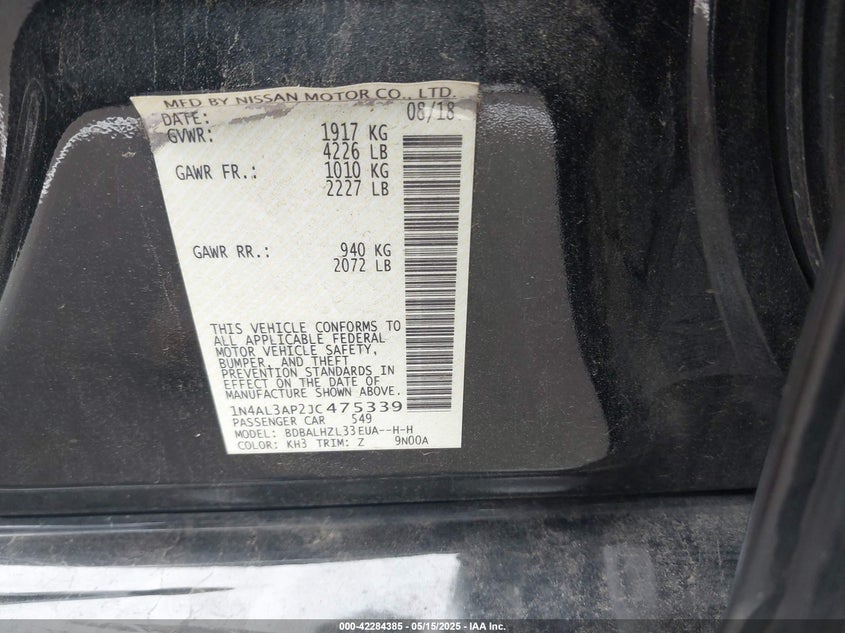 MFD BY NISSAN MOTOR CO., LTD.
DATE: 08/18
GVWR: 1917 KG
4226 LB
GAWR FR.: 1010 KG
2227 LB
GAWR RR.: 940 KG
2072 LB
THIS VEHICLE CONFORMS TO
ALL APPLICABLE FEDERAL
MOTOR VEHICLE SAFETY,
BUMPER, AND THEFT
PREVENTION STANDARDS IN
EFFECT ON THE DATE OF
MANUFACTURE SHOWN ABOVE.
1N4AL3AP2JC475339
PASSENGER CAR 549
MODEL: BDBALHZL33EUA--H-H
COLOR: KH3 TRIM: Z 9N00A
000-42284385 - 05/15/2025 - IAA Inc.